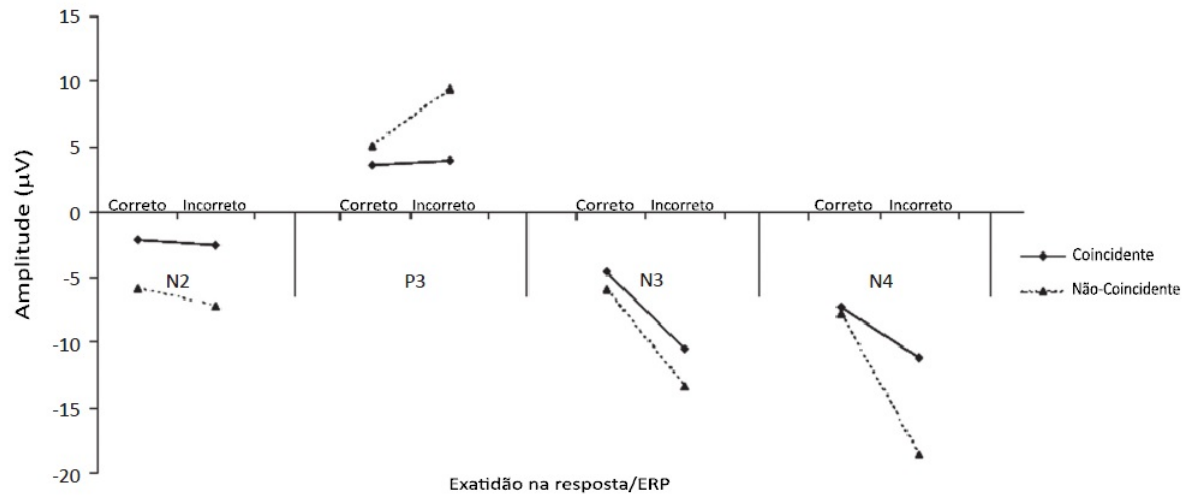 15
10
5
0
-5
-10
-15
-20
Amplitude (µV)
Correto Incorreto Correto Incorreto Correto Incorreto Correto Incorreto
N2 P3 N3 N4
Coincidente
Não-Coincidente
Exatidão na resposta/ERP